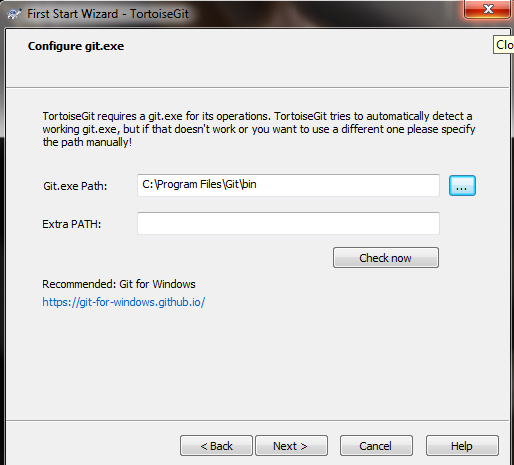 First Start Wizard - TortoiseGit
Clo
Configure git.exe
TortoiseGit requires a git.exe for its operations. TortoiseGit tries to automatically detect a
working git.exe, but if that doesn't work or you want to use a different one please specify
the path manually!
Git.exe Path: C:\Program Files\Git\bin ...
Extra PATH:
Check now
Recommended: Git for Windows
https://git-for-windows.github.io/
< Back Next > Cancel Help